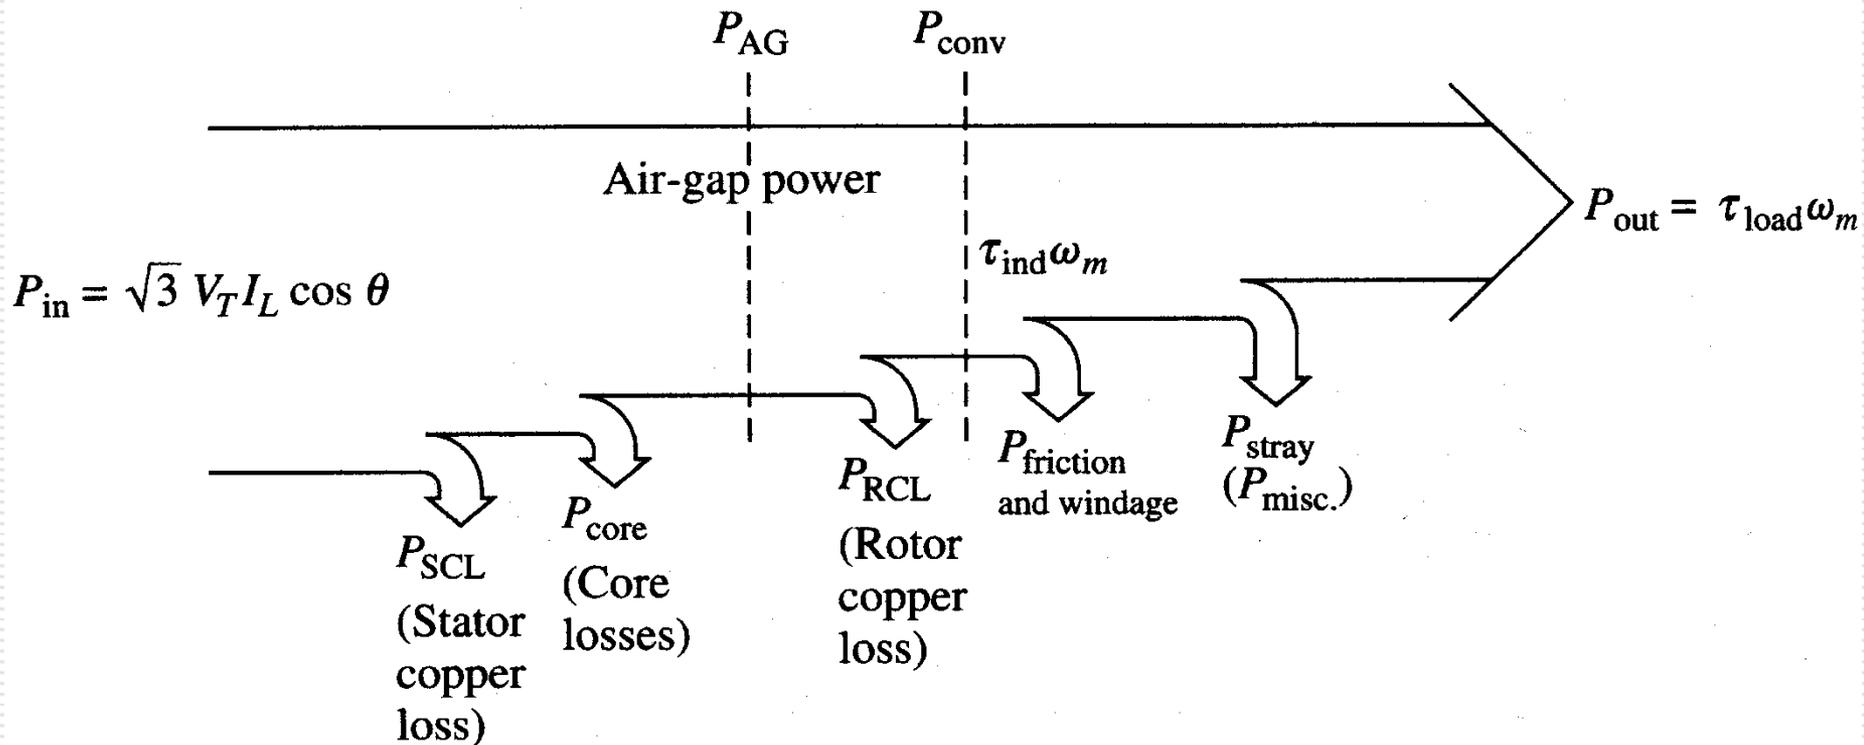 P_AG
P_conv
Air-gap power
P_out = τ_load ω_m
τ_ind ω_m
P_in = √3 V_T I_L cos θ
P_SCL
(Stator
copper
loss)
P_core
(Core
losses)
P_RCL
(Rotor
copper
loss)
P_friction
and windage
P_stray
(P_misc.)